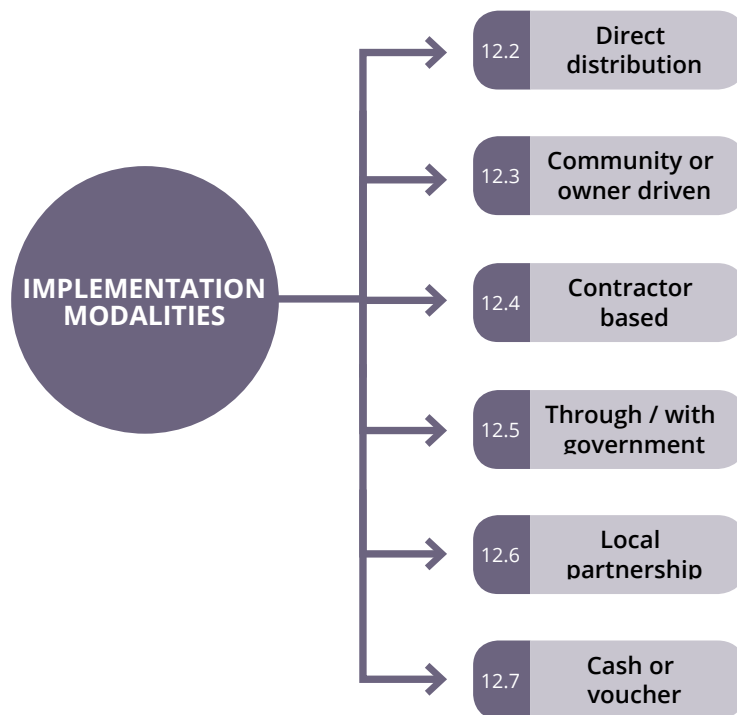 IMPLEMENTATION
MODALITIES
12.2
Direct
distribution
12.3
Community or
owner driven
12.4
Contractor
based
12.5
Through / with
government
12.6
Local
partnership
12.7
Cash or
voucher